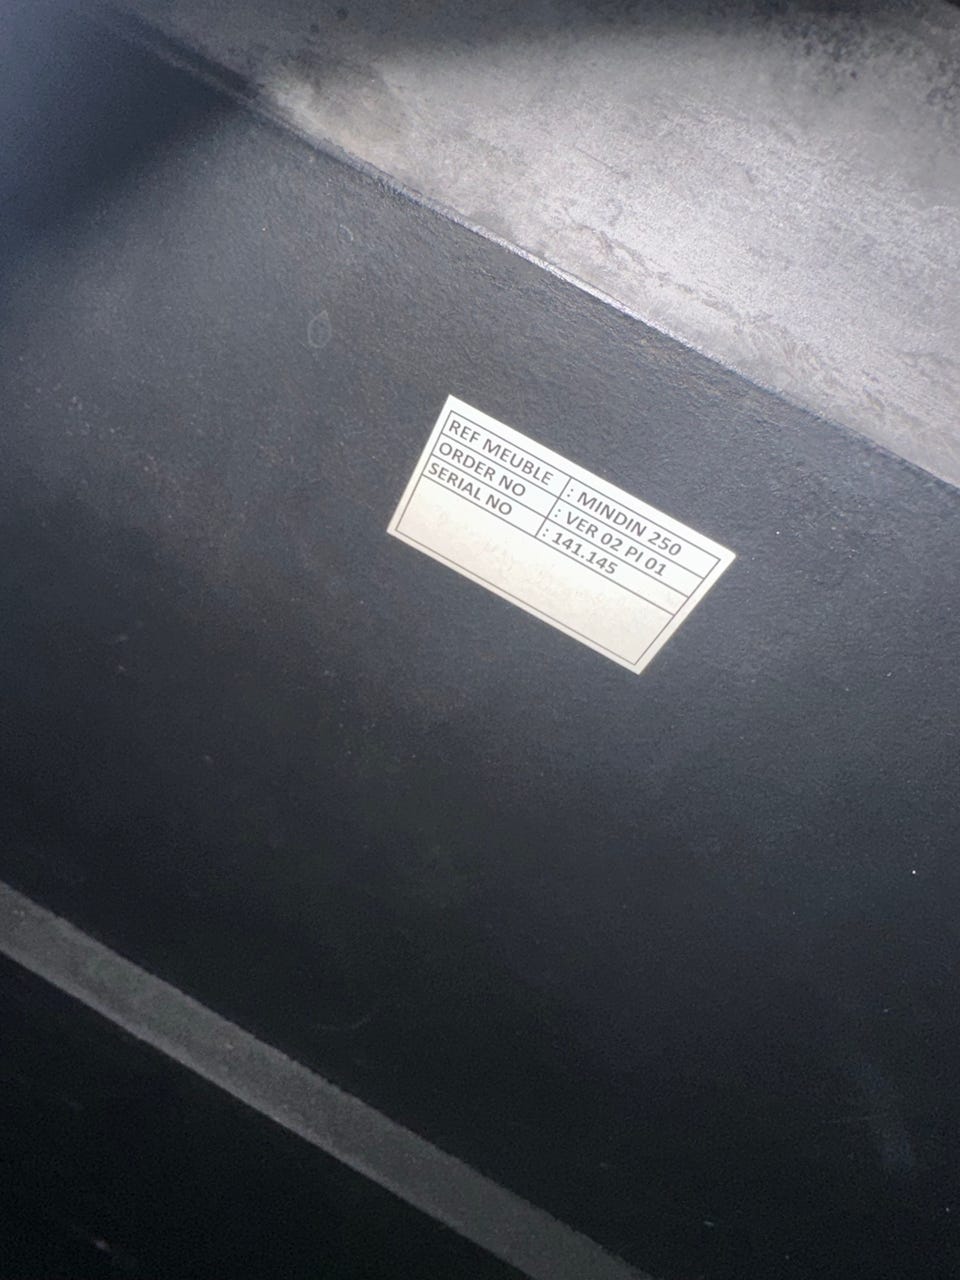 REF MEUBLE : MINDIN 250
ORDER NO : VER 02 PI 01
SERIAL NO : 141.145